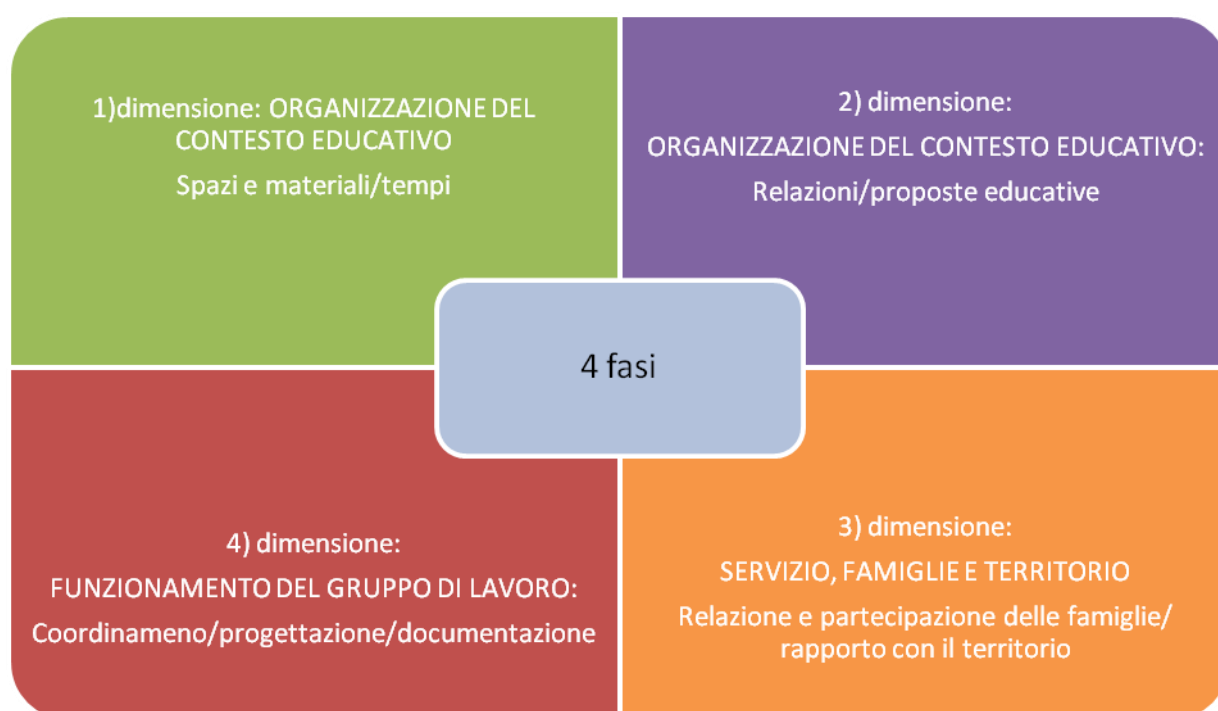 1)dimensione: ORGANIZZAZIONE DEL
CONTESTO EDUCATIVO
Spazi e materiali/tempi
2) dimensione:
ORGANIZZAZIONE DEL CONTESTO EDUCATIVO:
Relazioni/proposte educative
4 fasi
4) dimensione:
FUNZIONAMENTO DEL GRUPPO DI LAVORO:
Coordinameno/progettazione/documentazione
3) dimensione:
SERVIZIO, FAMIGLIE E TERRITORIO
Relazione e partecipazione delle famiglie/
rapporto con il territorio